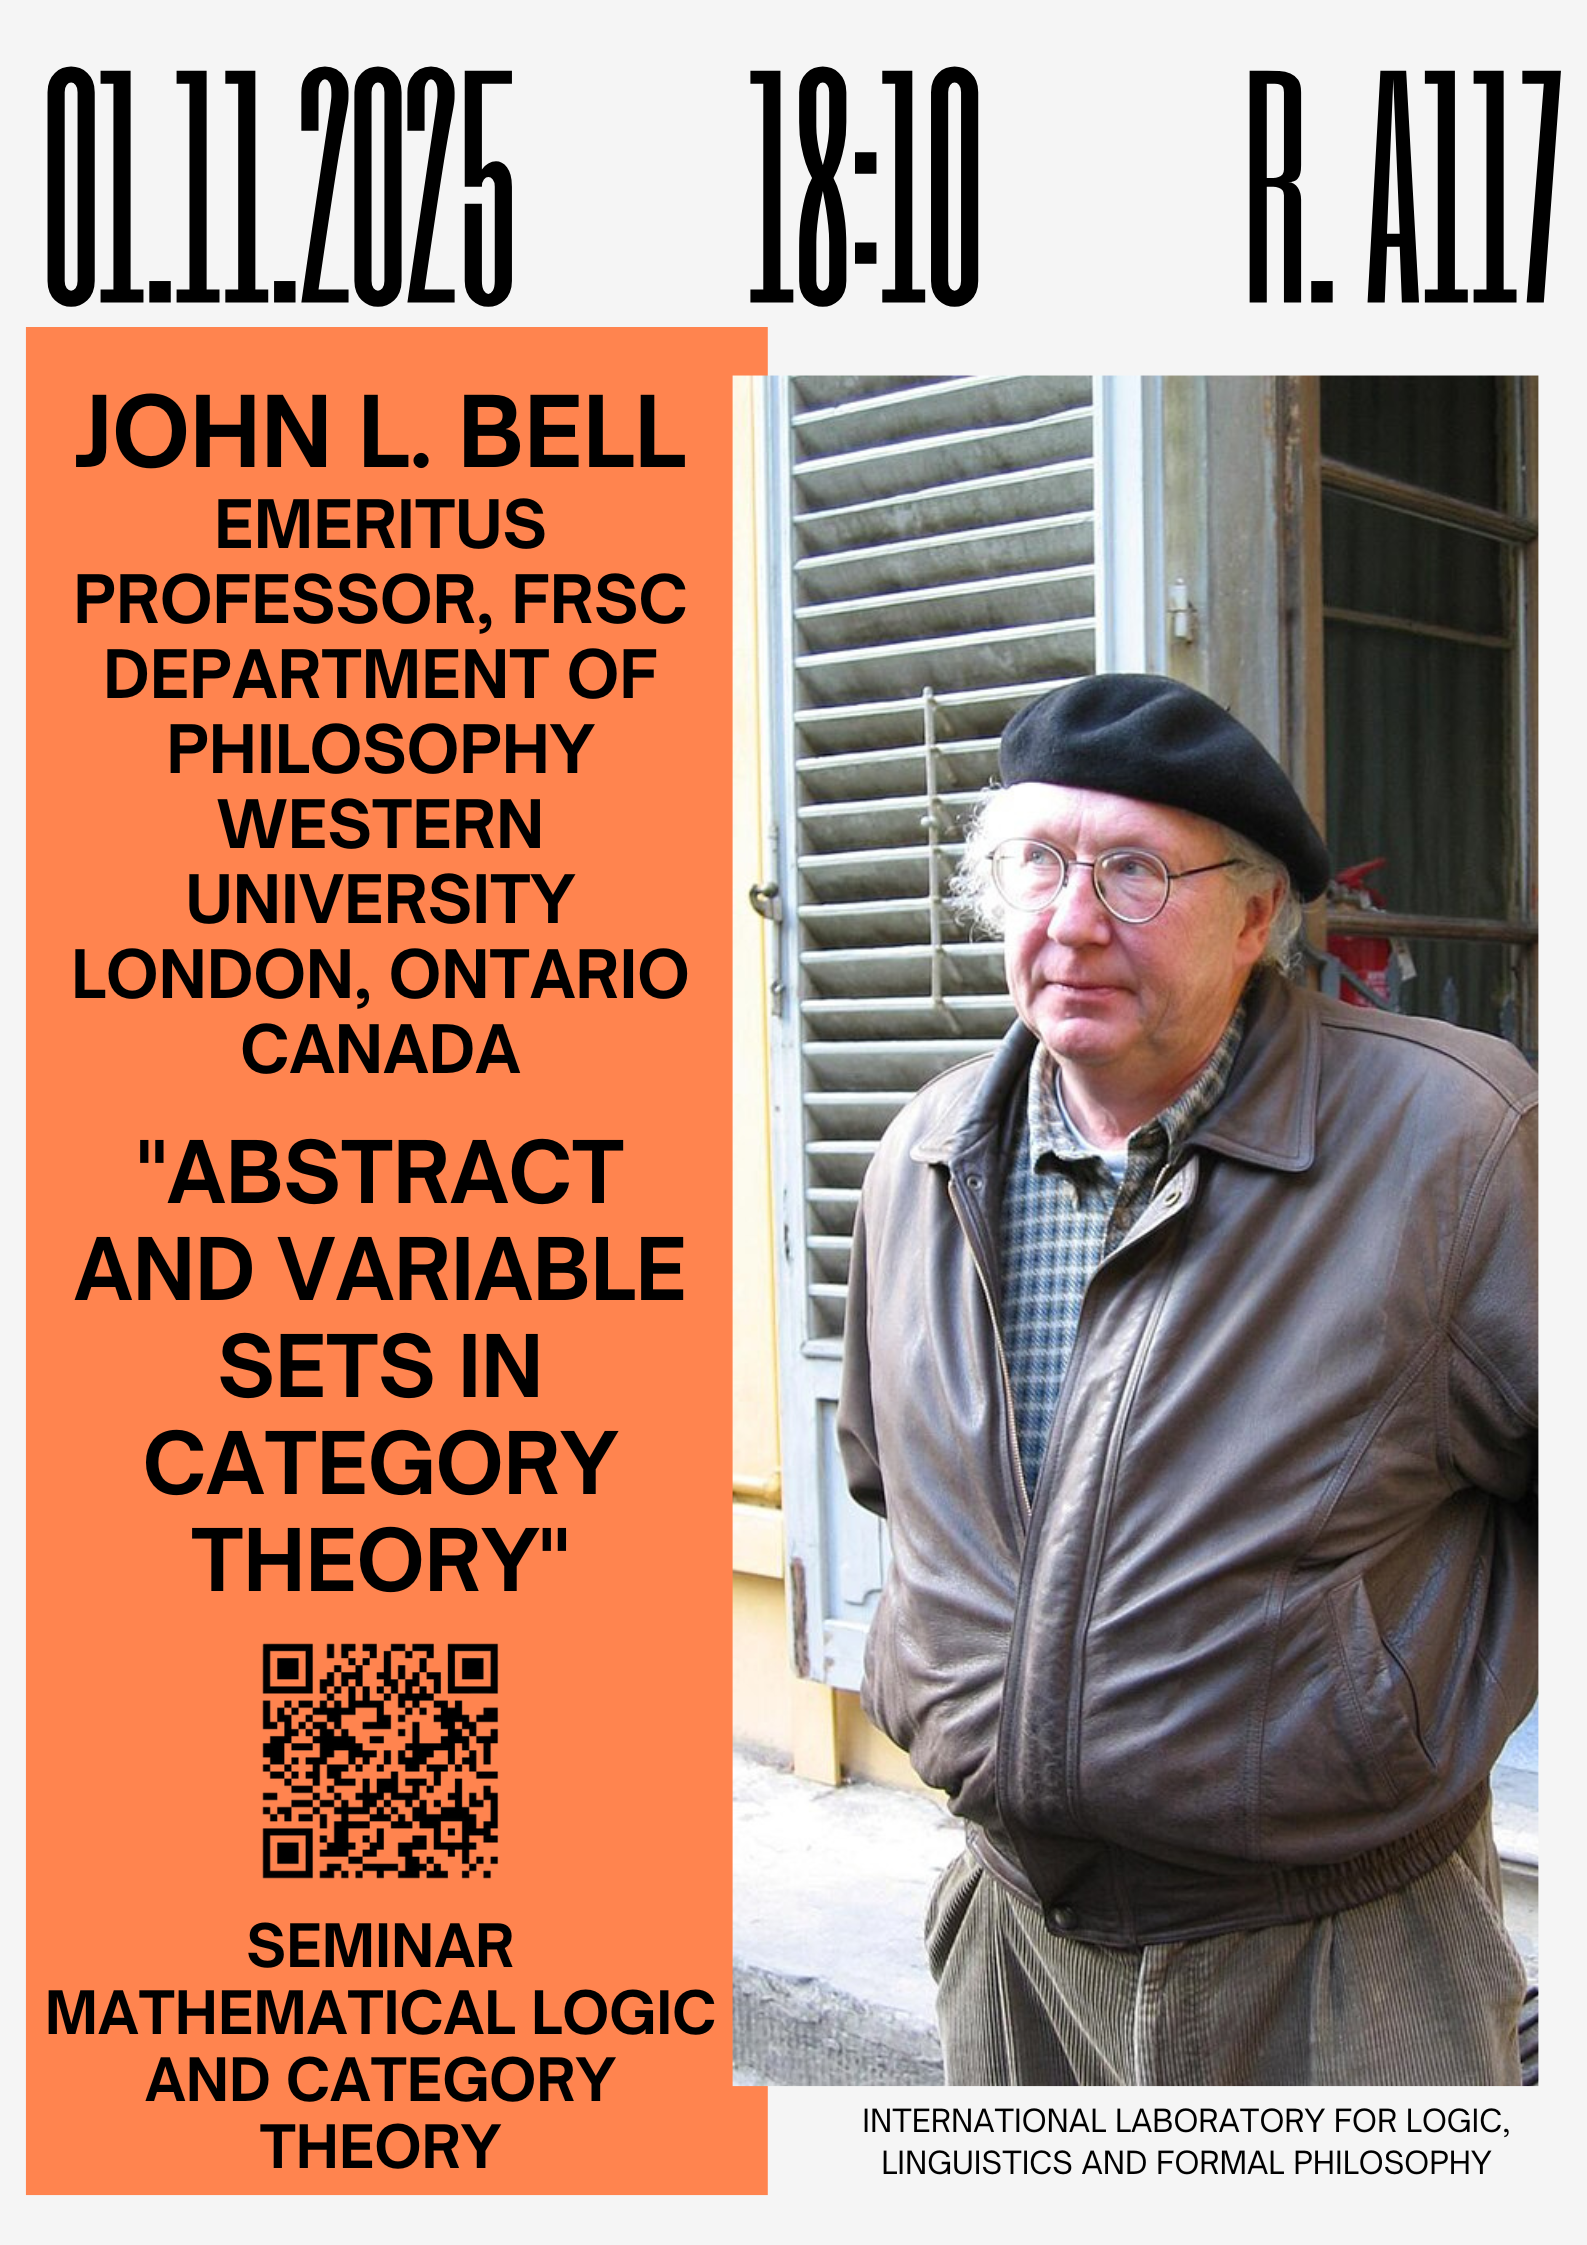 01.11.2025
18:10
R. A117
JOHN L. BELL
EMERITUS
PROFESSOR, FRSC
DEPARTMENT OF
PHILOSOPHY
WESTERN
UNIVERSITY
LONDON, ONTARIO
CANADA
"ABSTRACT
AND VARIABLE
SETS IN
CATEGORY
THEORY"
SEMINAR
MATHEMATICAL LOGIC
AND CATEGORY
THEORY
INTERNATIONAL LABORATORY FOR LOGIC,
LINGUISTICS AND FORMAL PHILOSOPHY